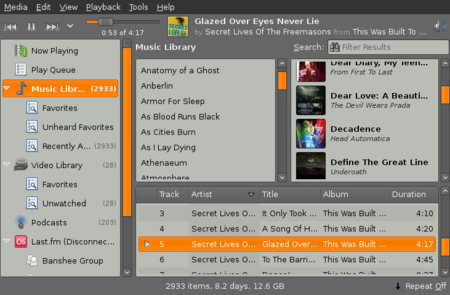 Media Edit View Playback Tools Help
Glazed Over Eyes Never Lie
0:53 of 4:17
by Secret Lives Of The Freemasons from This Was Built To ...
Now Playing
Play Queue
Music Libr... (2933)
Favorites
Unheard Favorites
Recently A... (2933)
Video Library (28)
Favorites
Unwatched (28)
Podcasts (203)
Last.fm (Disconnec...
Banshee Group
Music Library
Search: Filter Results
Anatomy of a Ghost
Anberlin
Armor For Sleep
As Blood Runs Black
As Cities Burn
As I Lay Dying
Athenaeum
Atmosphere
Dear Diary, My Teen...
From First To Last
Dear Love: A Beauti...
The Devil Wears Prada
Decadence
Head Automatica
Define The Great Line
Underoath
Track Artist Title Album Duration
3 Secret Lives O... It Only Took ... This Was Built ... 4:10
4 Secret Lives O... A Song Of H... This Was Built ... 4:20
5 Secret Lives O... Glazed Over... This Was Built ... 4:17
6 Secret Lives O... To The Barri... This Was Built ... 4:45
2933 items, 8.2 days, 12.6 GB
Repeat Off